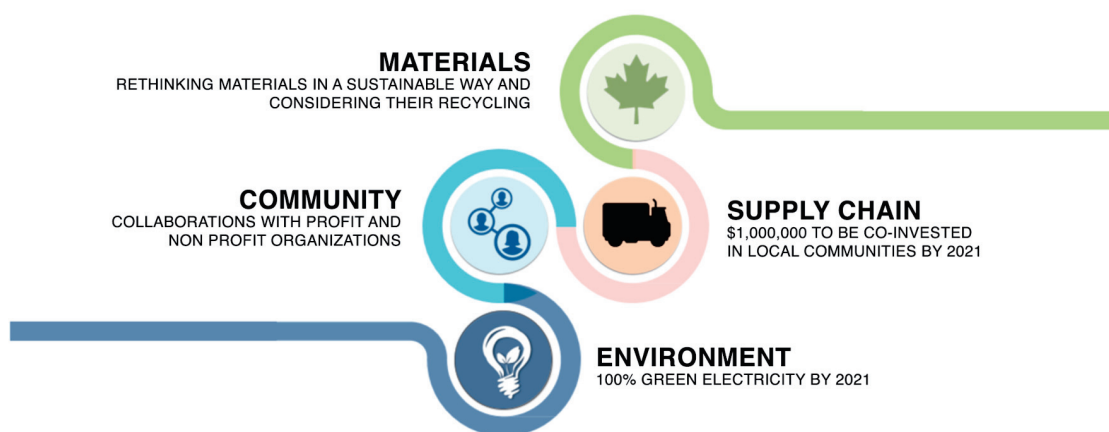 MATERIALS
RETHINKING MATERIALS IN A SUSTAINABLE WAY AND
CONSIDERING THEIR RECYCLING
COMMUNITY
COLLABORATIONS WITH PROFIT AND
NON PROFIT ORGANIZATIONS
SUPPLY CHAIN
$1,000,000 TO BE CO-INVESTED
IN LOCAL COMMUNITIES BY 2021
ENVIRONMENT
100% GREEN ELECTRICITY BY 2021